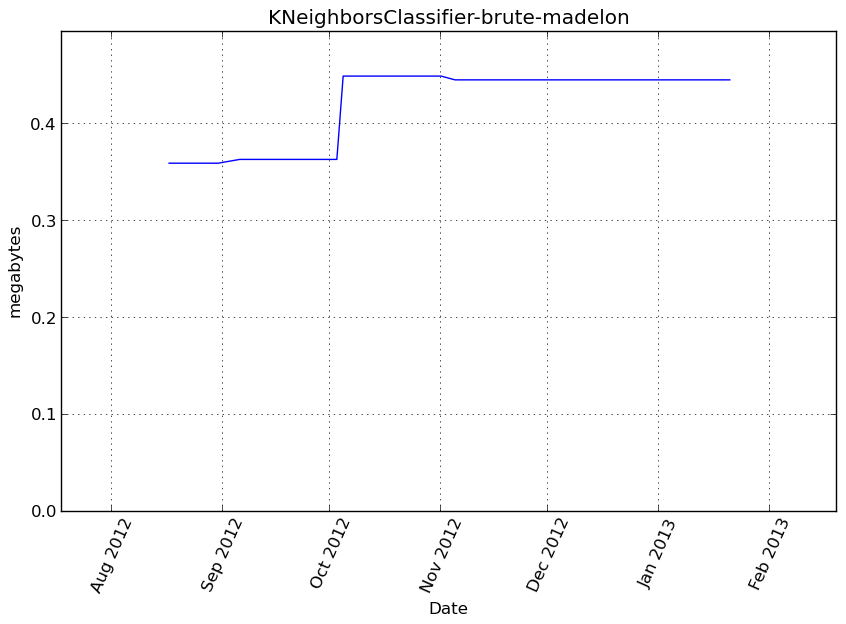 KNeighborsClassifier-brute-madelon
megabytes
0.4
0.3
0.2
0.1
0.0
Aug 2012
Sep 2012
Oct 2012
Nov 2012
Dec 2012
Jan 2013
Feb 2013
Date